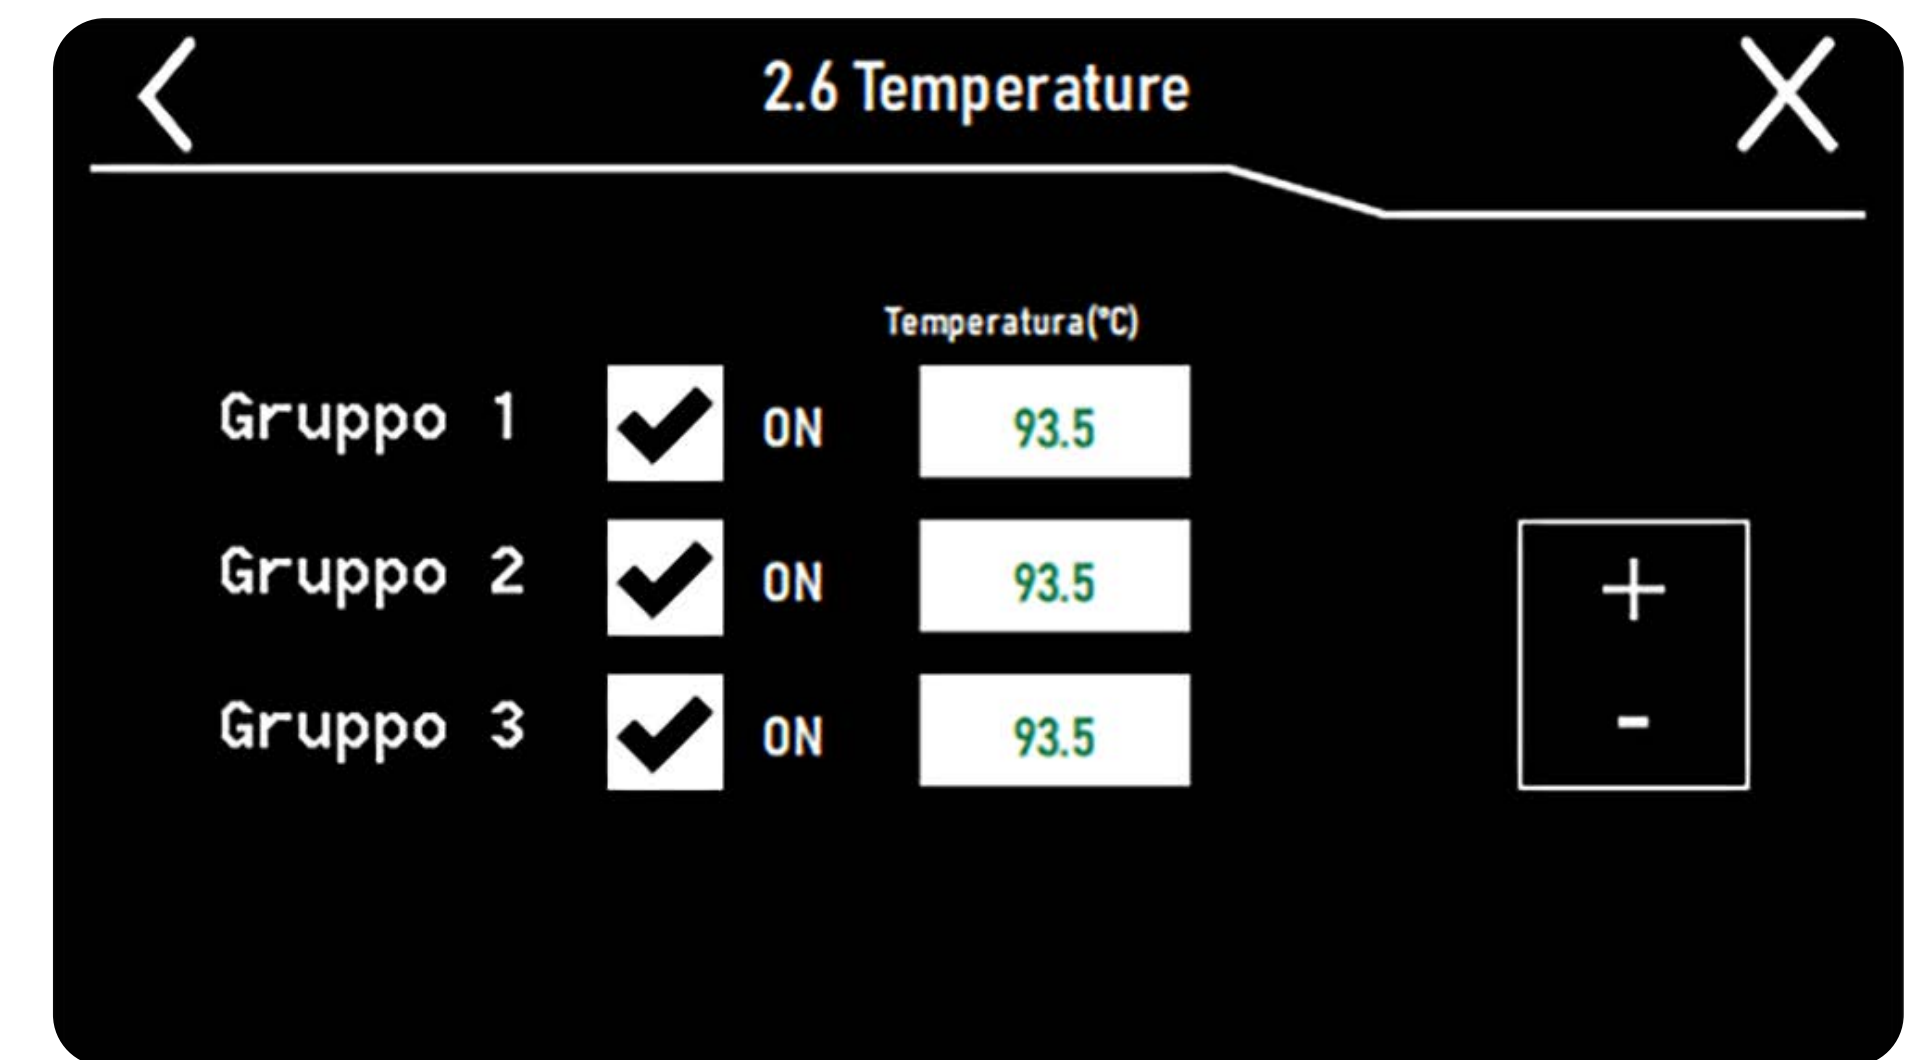 2.6 Temperature
Temperatura(°C)
Gruppo 1 ON 93.5
Gruppo 2 ON 93.5
Gruppo 3 ON 93.5
+
-